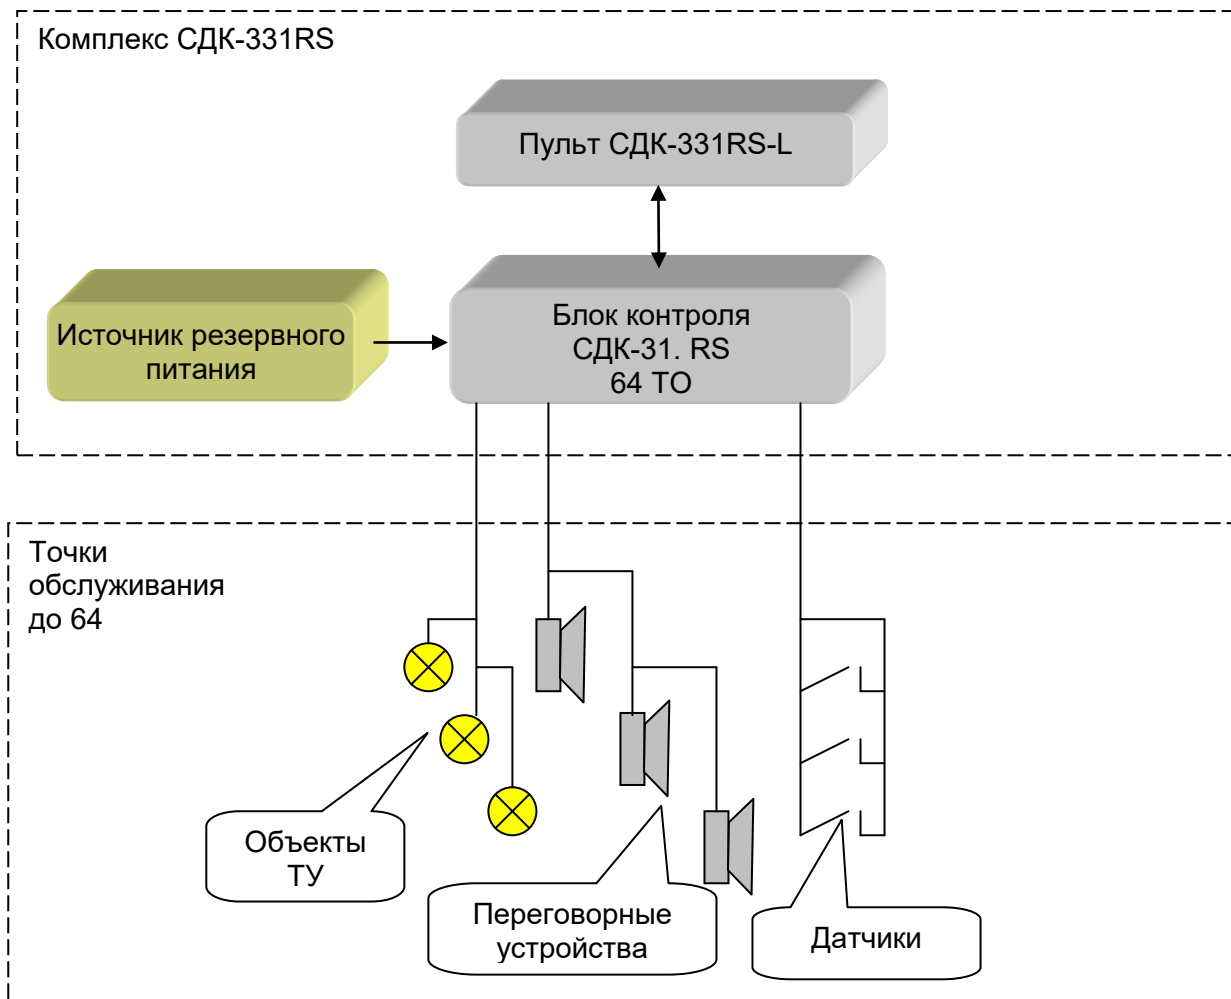 Комплекс СДК-331RS
Пульт СДК-331RS-L
Источник резервного
питания
Блок контроля
СДК-31. RS
64 ТО
Точки
обслуживания
до 64
Объекты
ТУ
Переговорные
устройства
Датчики